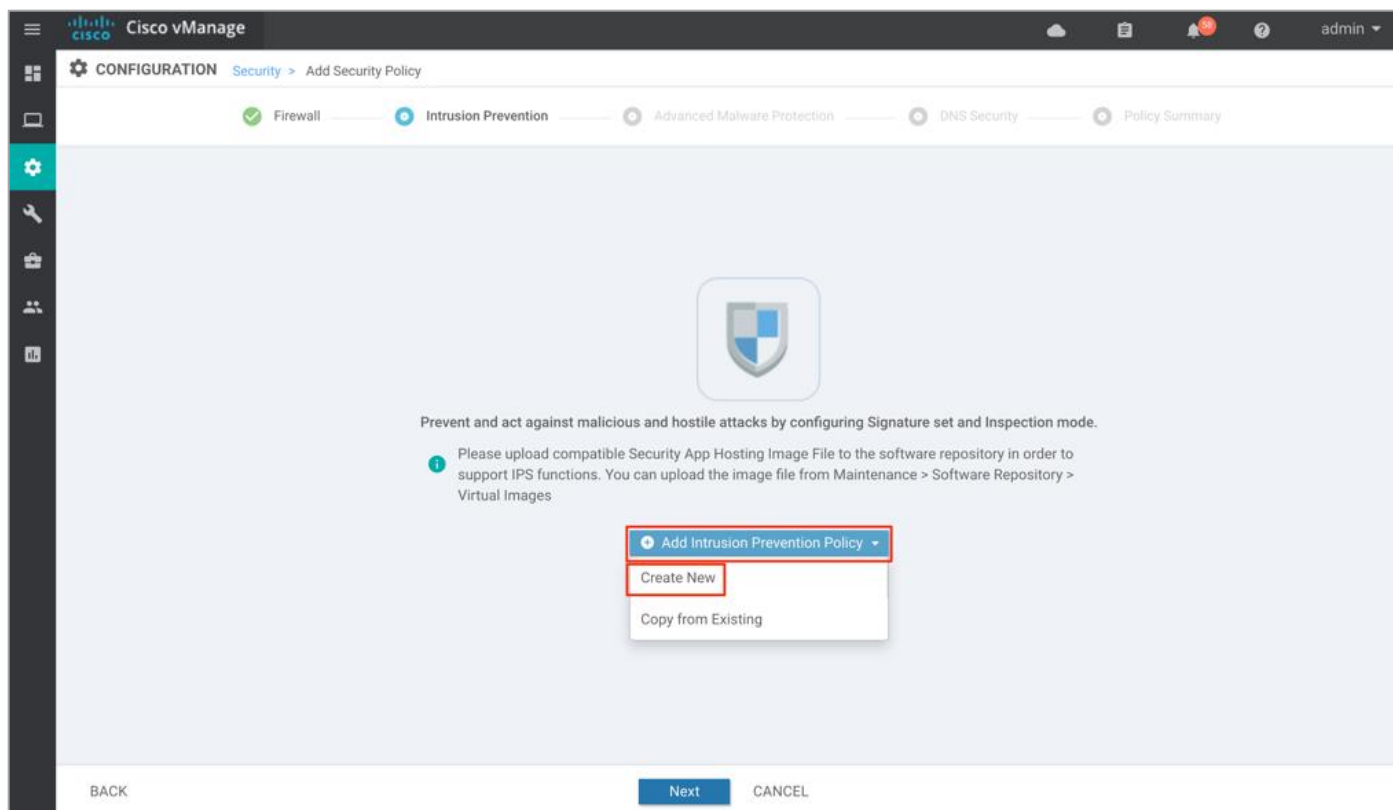 cisco Cisco vManage 58 admin
CONFIGURATION Security > Add Security Policy
Firewall Intrusion Prevention Advanced Malware Protection DNS Security Policy Summary
Prevent and act against malicious and hostile attacks by configuring Signature set and Inspection mode.
Please upload compatible Security App Hosting Image File to the software repository in order to
support IPS functions. You can upload the image file from Maintenance > Software Repository >
Virtual Images
Add Intrusion Prevention Policy
Create New
Copy from Existing
BACK Next CANCEL